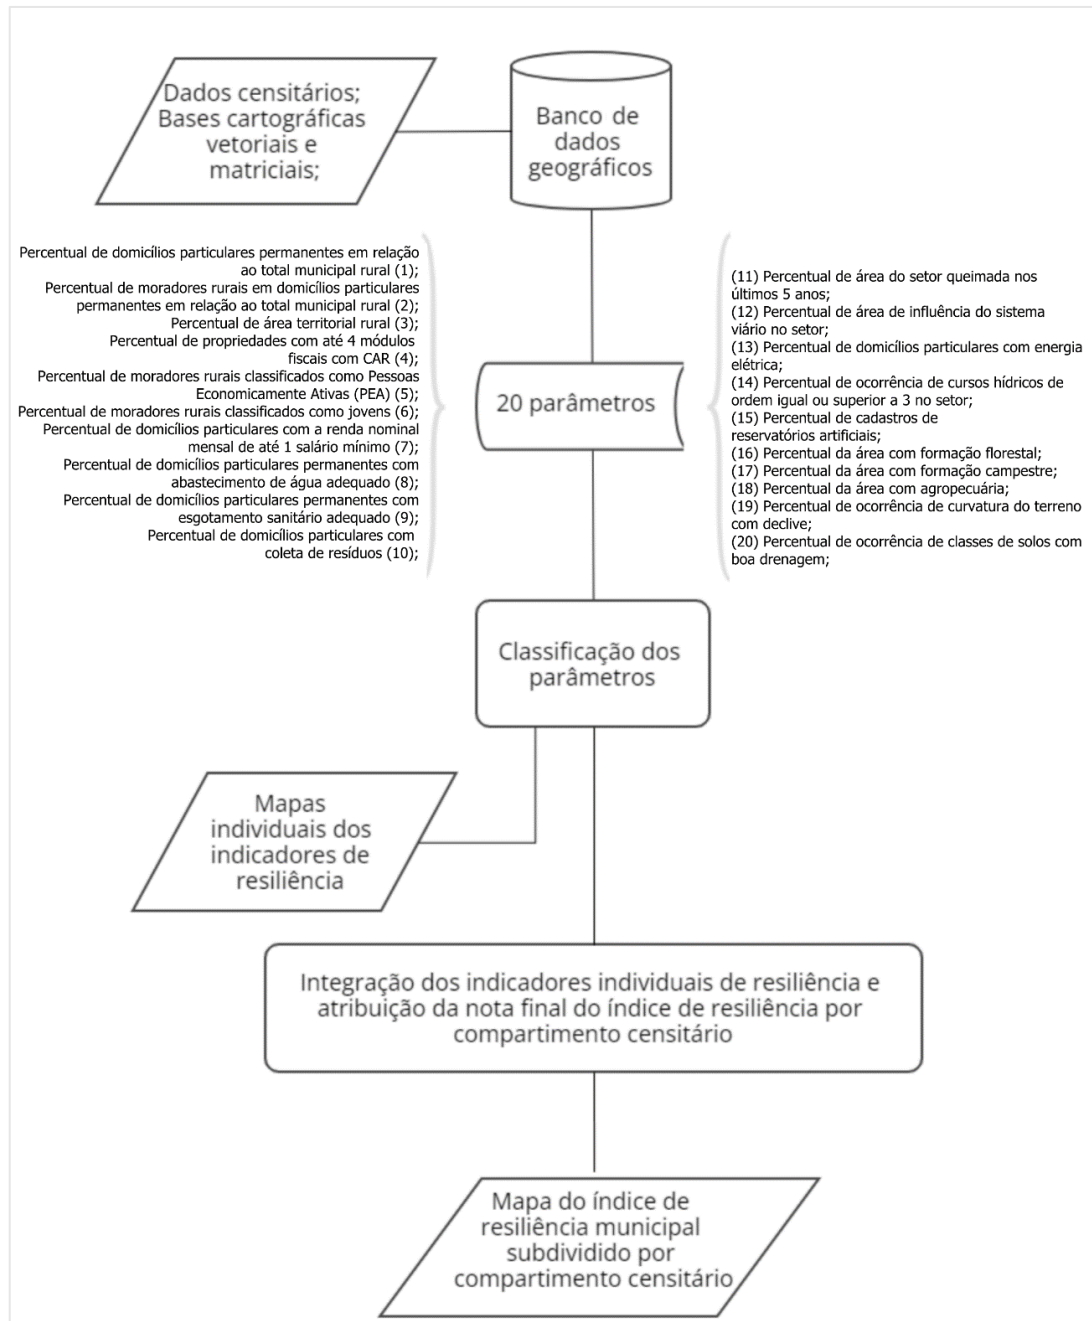 Dados censitários;
Bases cartográficas
vetoriais e
matriciais;
Banco de
dados
geográficos
Percentual de domicílios particulares permanentes em relação
ao total municipal rural (1);
Percentual de moradores rurais em domicílios particulares
permanentes em relação ao total municipal rural (2);
Percentual de área territorial rural (3);
Percentual de propriedades com até 4 módulos
fiscais com CAR (4);
Percentual de moradores rurais classificados como Pessoas
Economicamente Ativas (PEA) (5);
Percentual de moradores rurais classificados como jovens (6);
Percentual de domicílios particulares com a renda nominal
mensal de até 1 salário mínimo (7);
Percentual de domicílios particulares permanentes com
abastecimento de água adequado (8);
Percentual de domicílios particulares permanentes com
esgotamento sanitário adequado (9);
Percentual de domicílios particulares com
coleta de resíduos (10);
20 parâmetros
(11) Percentual de área do setor queimada nos
últimos 5 anos;
(12) Percentual de área de influência do sistema
viário no setor;
(13) Percentual de domicílios particulares com energia
elétrica;
(14) Percentual de ocorrência de cursos hídricos de
ordem igual ou superior a 3 no setor;
(15) Percentual de cadastros de
reservatórios artificiais;
(16) Percentual da área com formação florestal;
(17) Percentual da área com formação campestre;
(18) Percentual da área com agropecuária;
(19) Percentual de ocorrência de curvatura do terreno
com declive;
(20) Percentual de ocorrência de classes de solos com
boa drenagem;
Classificação dos
parâmetros
Mapas
individuais dos
indicadores de
resiliência
Integração dos indicadores individuais de resiliência e
atribuição da nota final do índice de resiliência por
compartimento censitário
Mapa do índice de
resiliência municipal
subdividido por
compartimento censitário